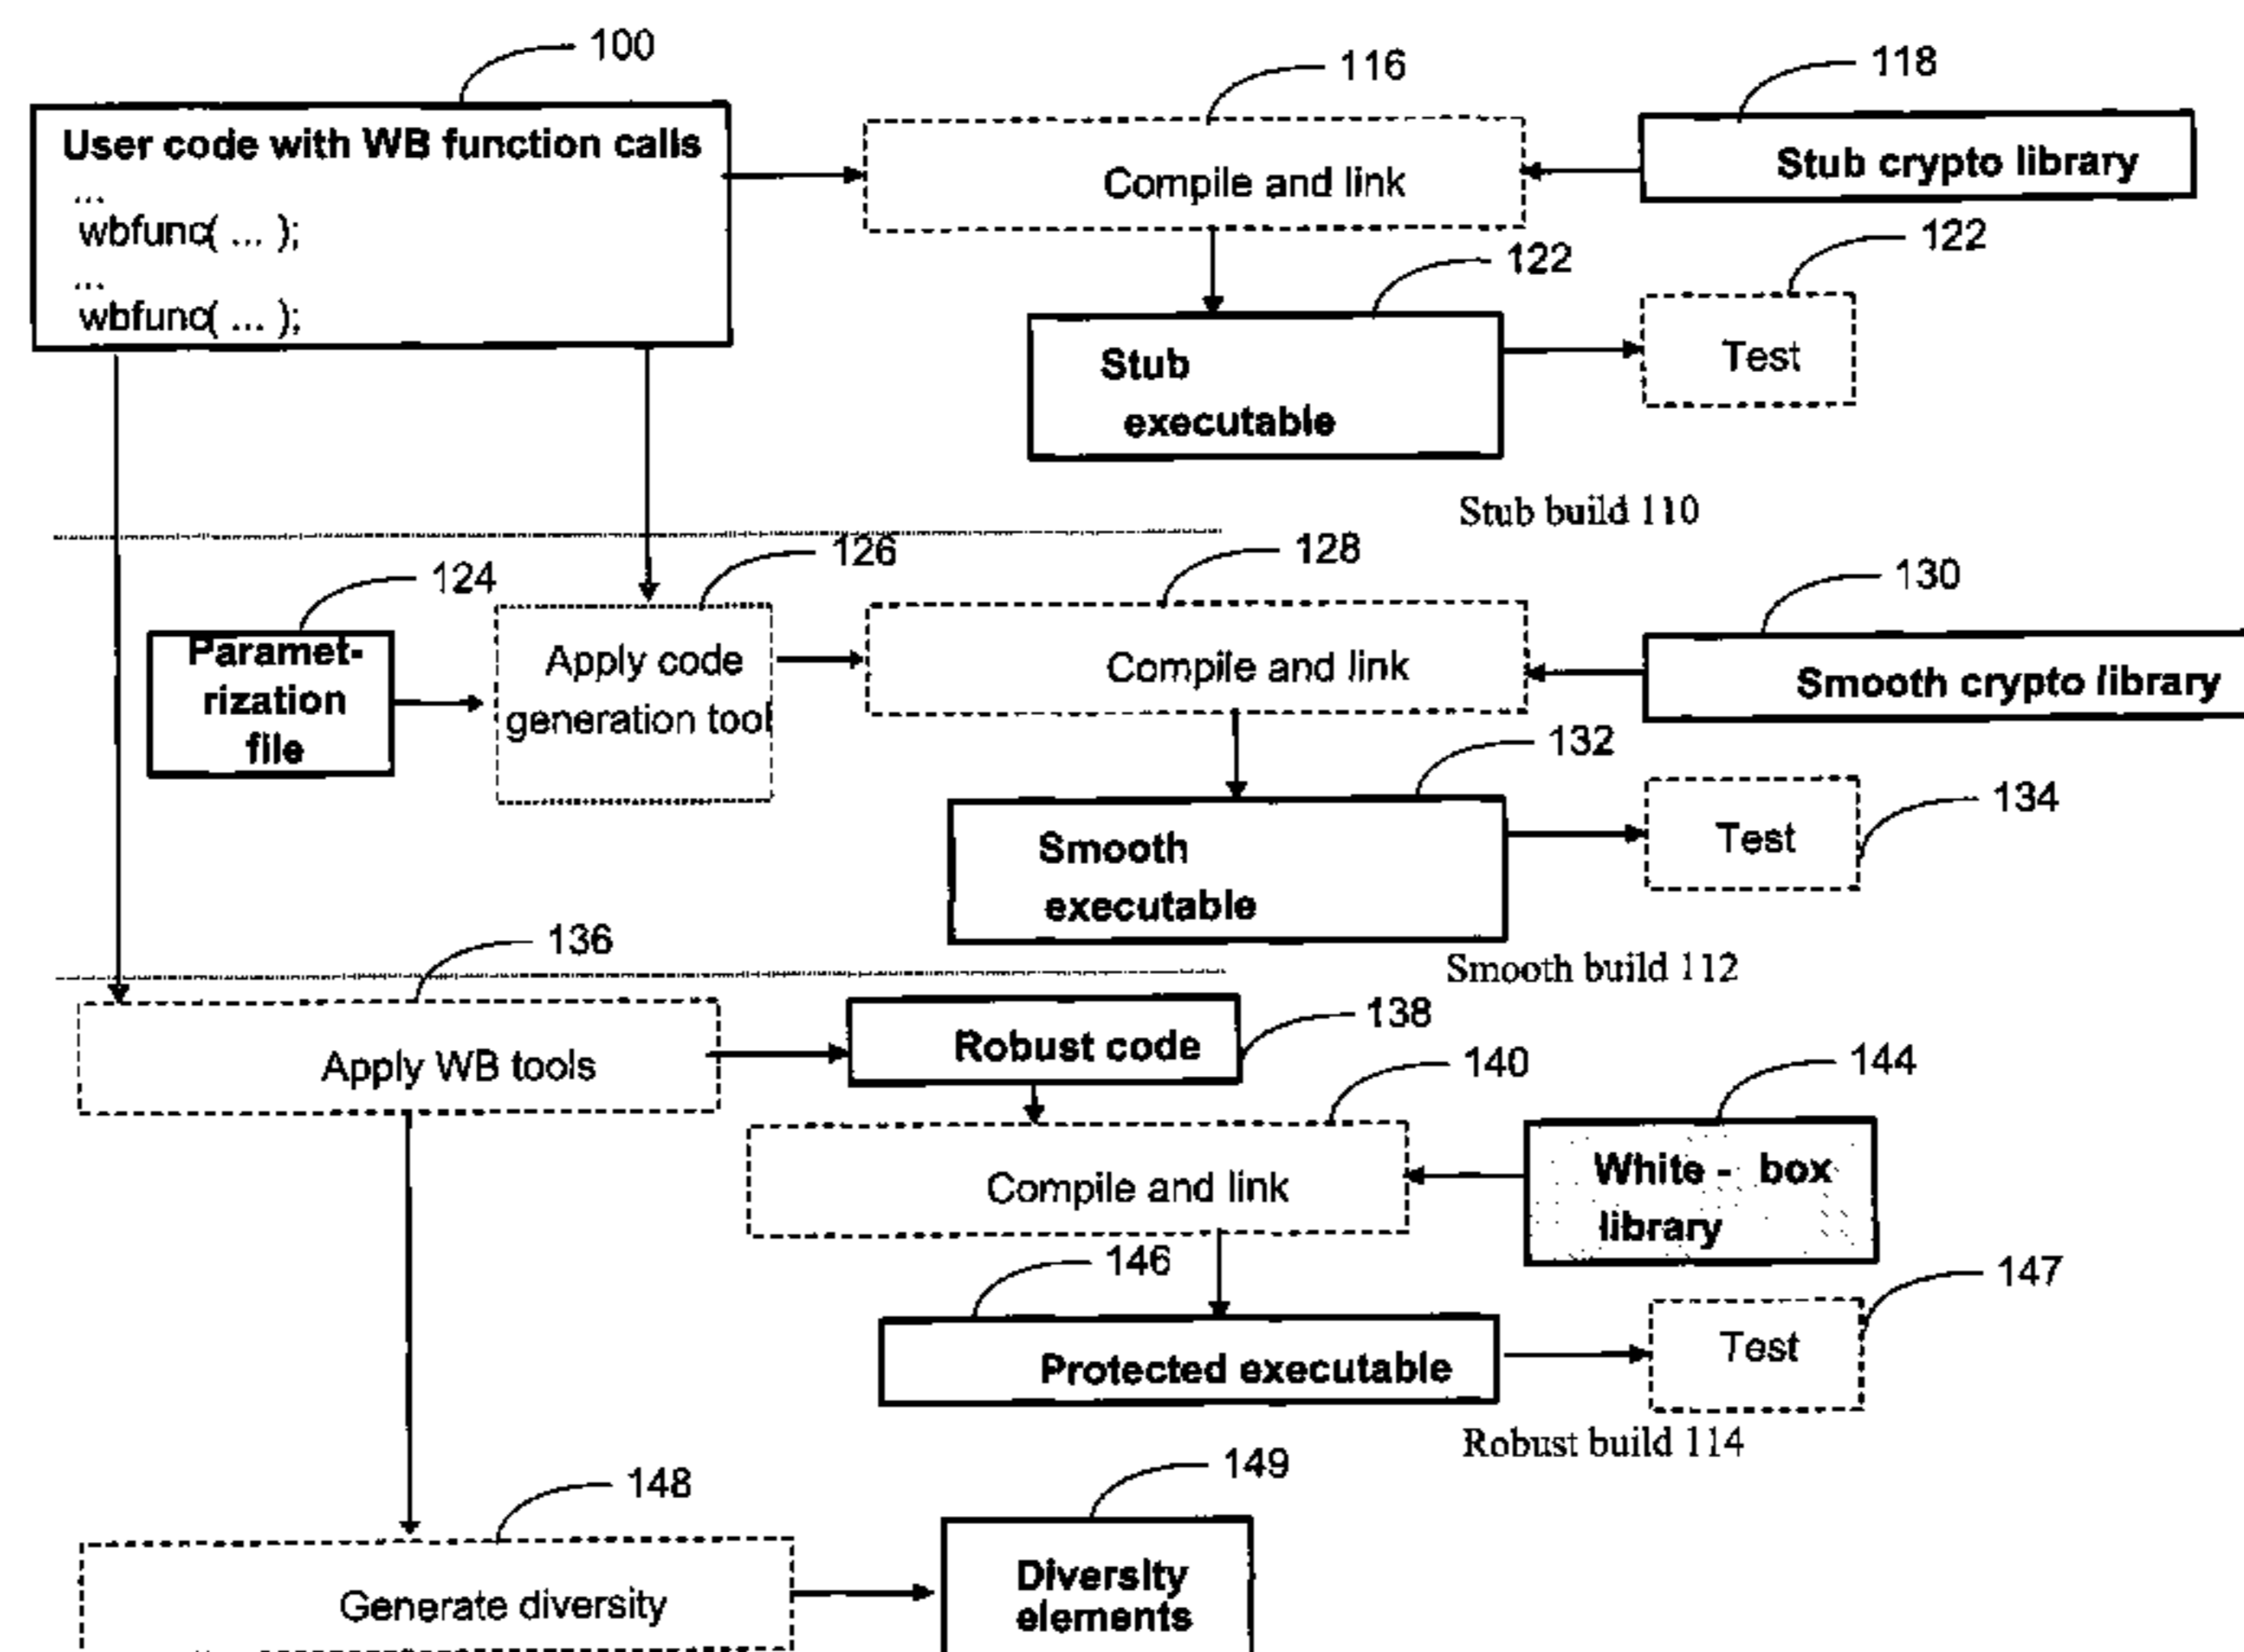 100
116
118
User code with WB function calls
...
wbfunc( ... );
...
wbfunc( ... );
Compile and link
Stub crypto library
122
122
Stub
executable
Test
Stub build 110
124
126
128
130
Paramet-
rization
file
Apply code
generation tool
Compile and link
Smooth crypto library
132
134
Smooth
executable
Test
Smooth build 112
136
138
Apply WB tools
Robust code
140
144
Compile and link
White - box
library
146
147
Protected executable
Test
Robust build 114
148
149
Generate diversity
Diversity
elements